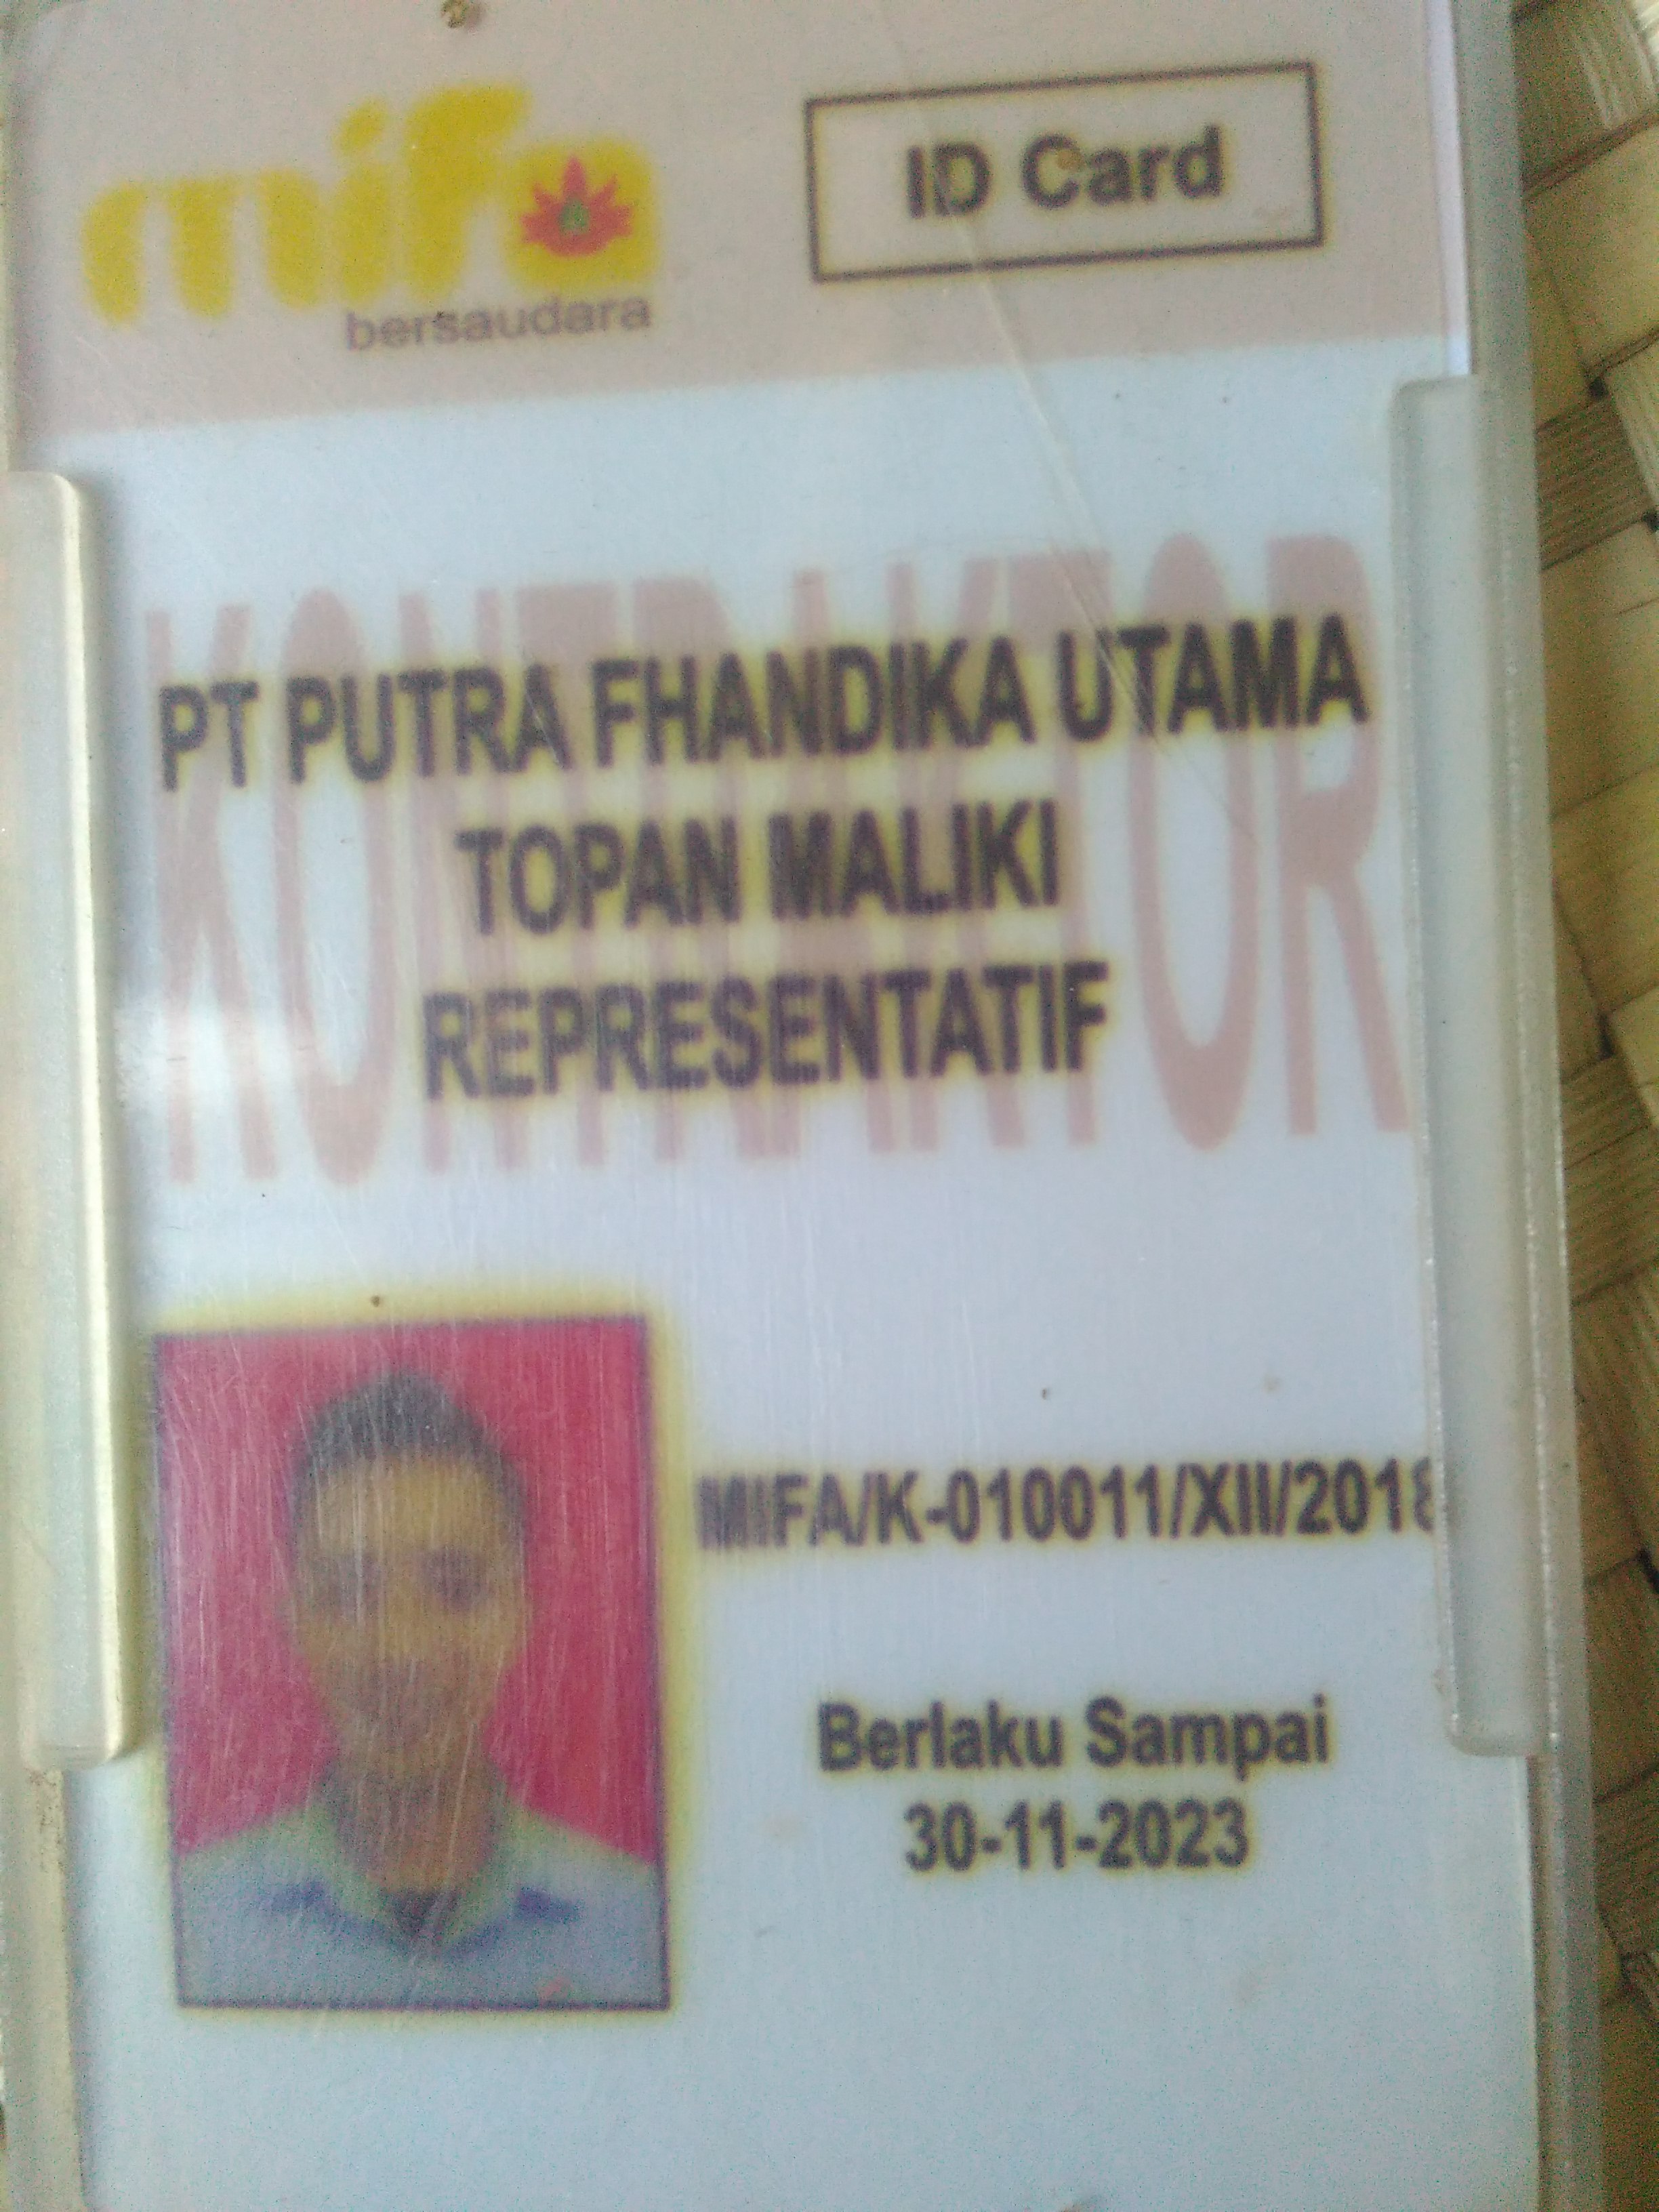 mifa
bersaudara
ID Card
KONTRAKTOR
PT PUTRA FHANDIKA UTAMA
TOPAN MALIKI
REPRESENTATIF
MIFA/K-010011/XII/2018
Berlaku Sampai
30-11-2023